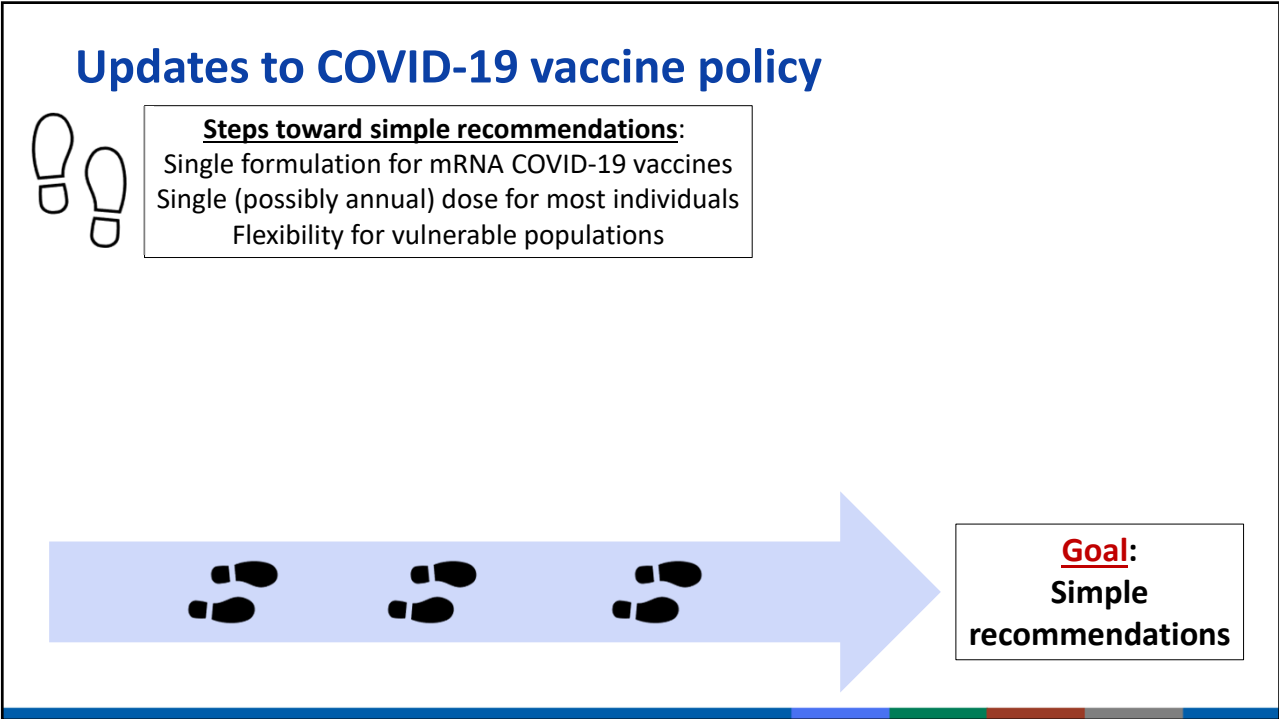 Updates to COVID-19 vaccine policy
Steps toward simple recommendations:
Single formulation for mRNA COVID-19 vaccines
Single (possibly annual) dose for most individuals
Flexibility for vulnerable populations
Goal:
Simple
recommendations